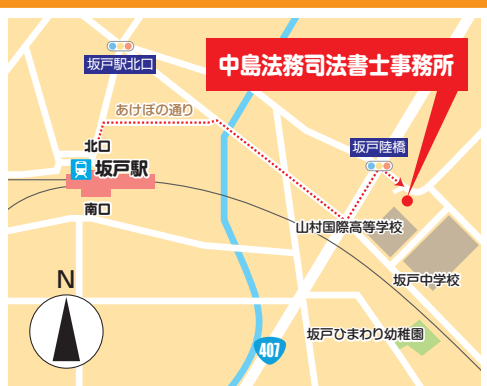 坂戸駅北口
中島法務司法書士事務所
あけぼの通り
坂戸陸橋
北口
坂戸駅
南口
山村国際高等学校
坂戸中学校
N
坂戸ひまわり幼稚園
407